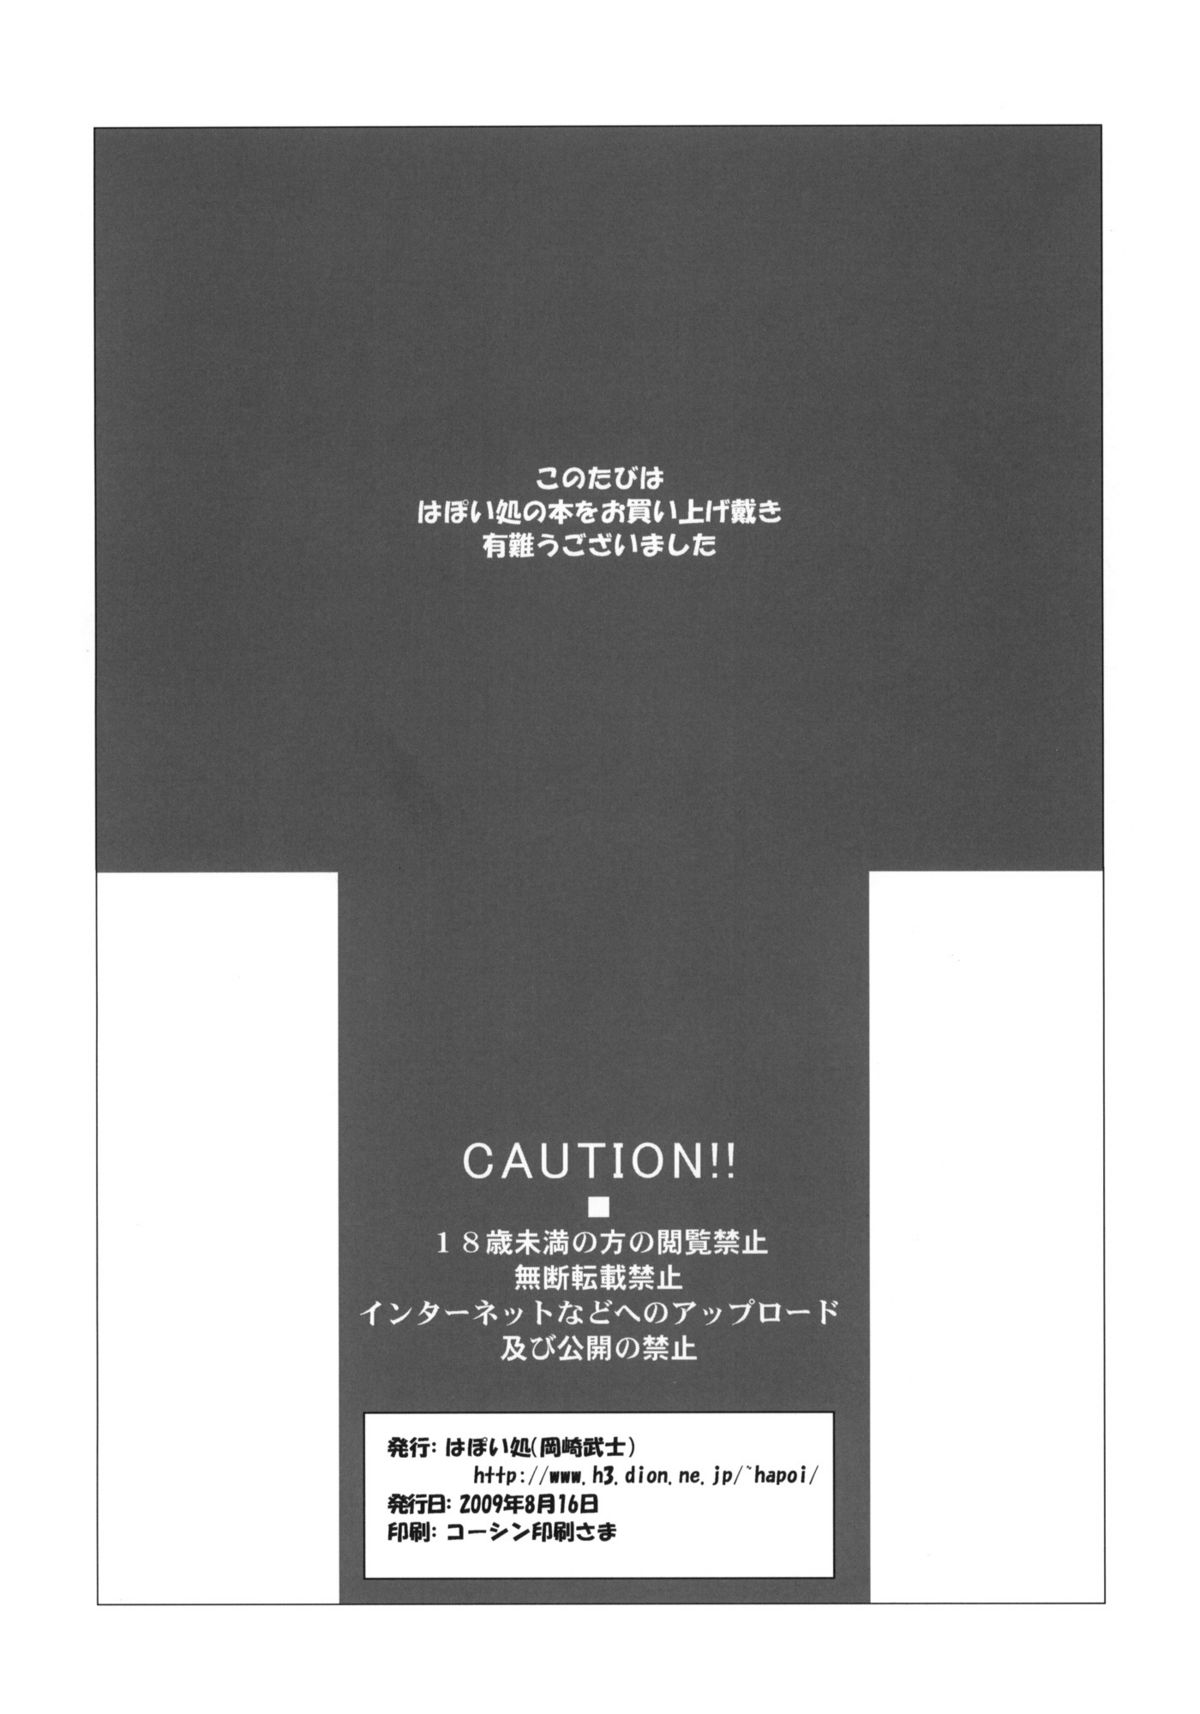 このたびは
はぽい処の本をお買い上げ戴き
有難うございました
CAUTION!!
１８歳未満の方の閲覧禁止
無断転載禁止
インターネットなどへのアップロード
及び公開の禁止
発行: はぽい処(岡崎武士)
http://www.h3.dion.ne.jp/~hapoi/
発行日: 2009年8月16日
印刷: コーシン印刷さま